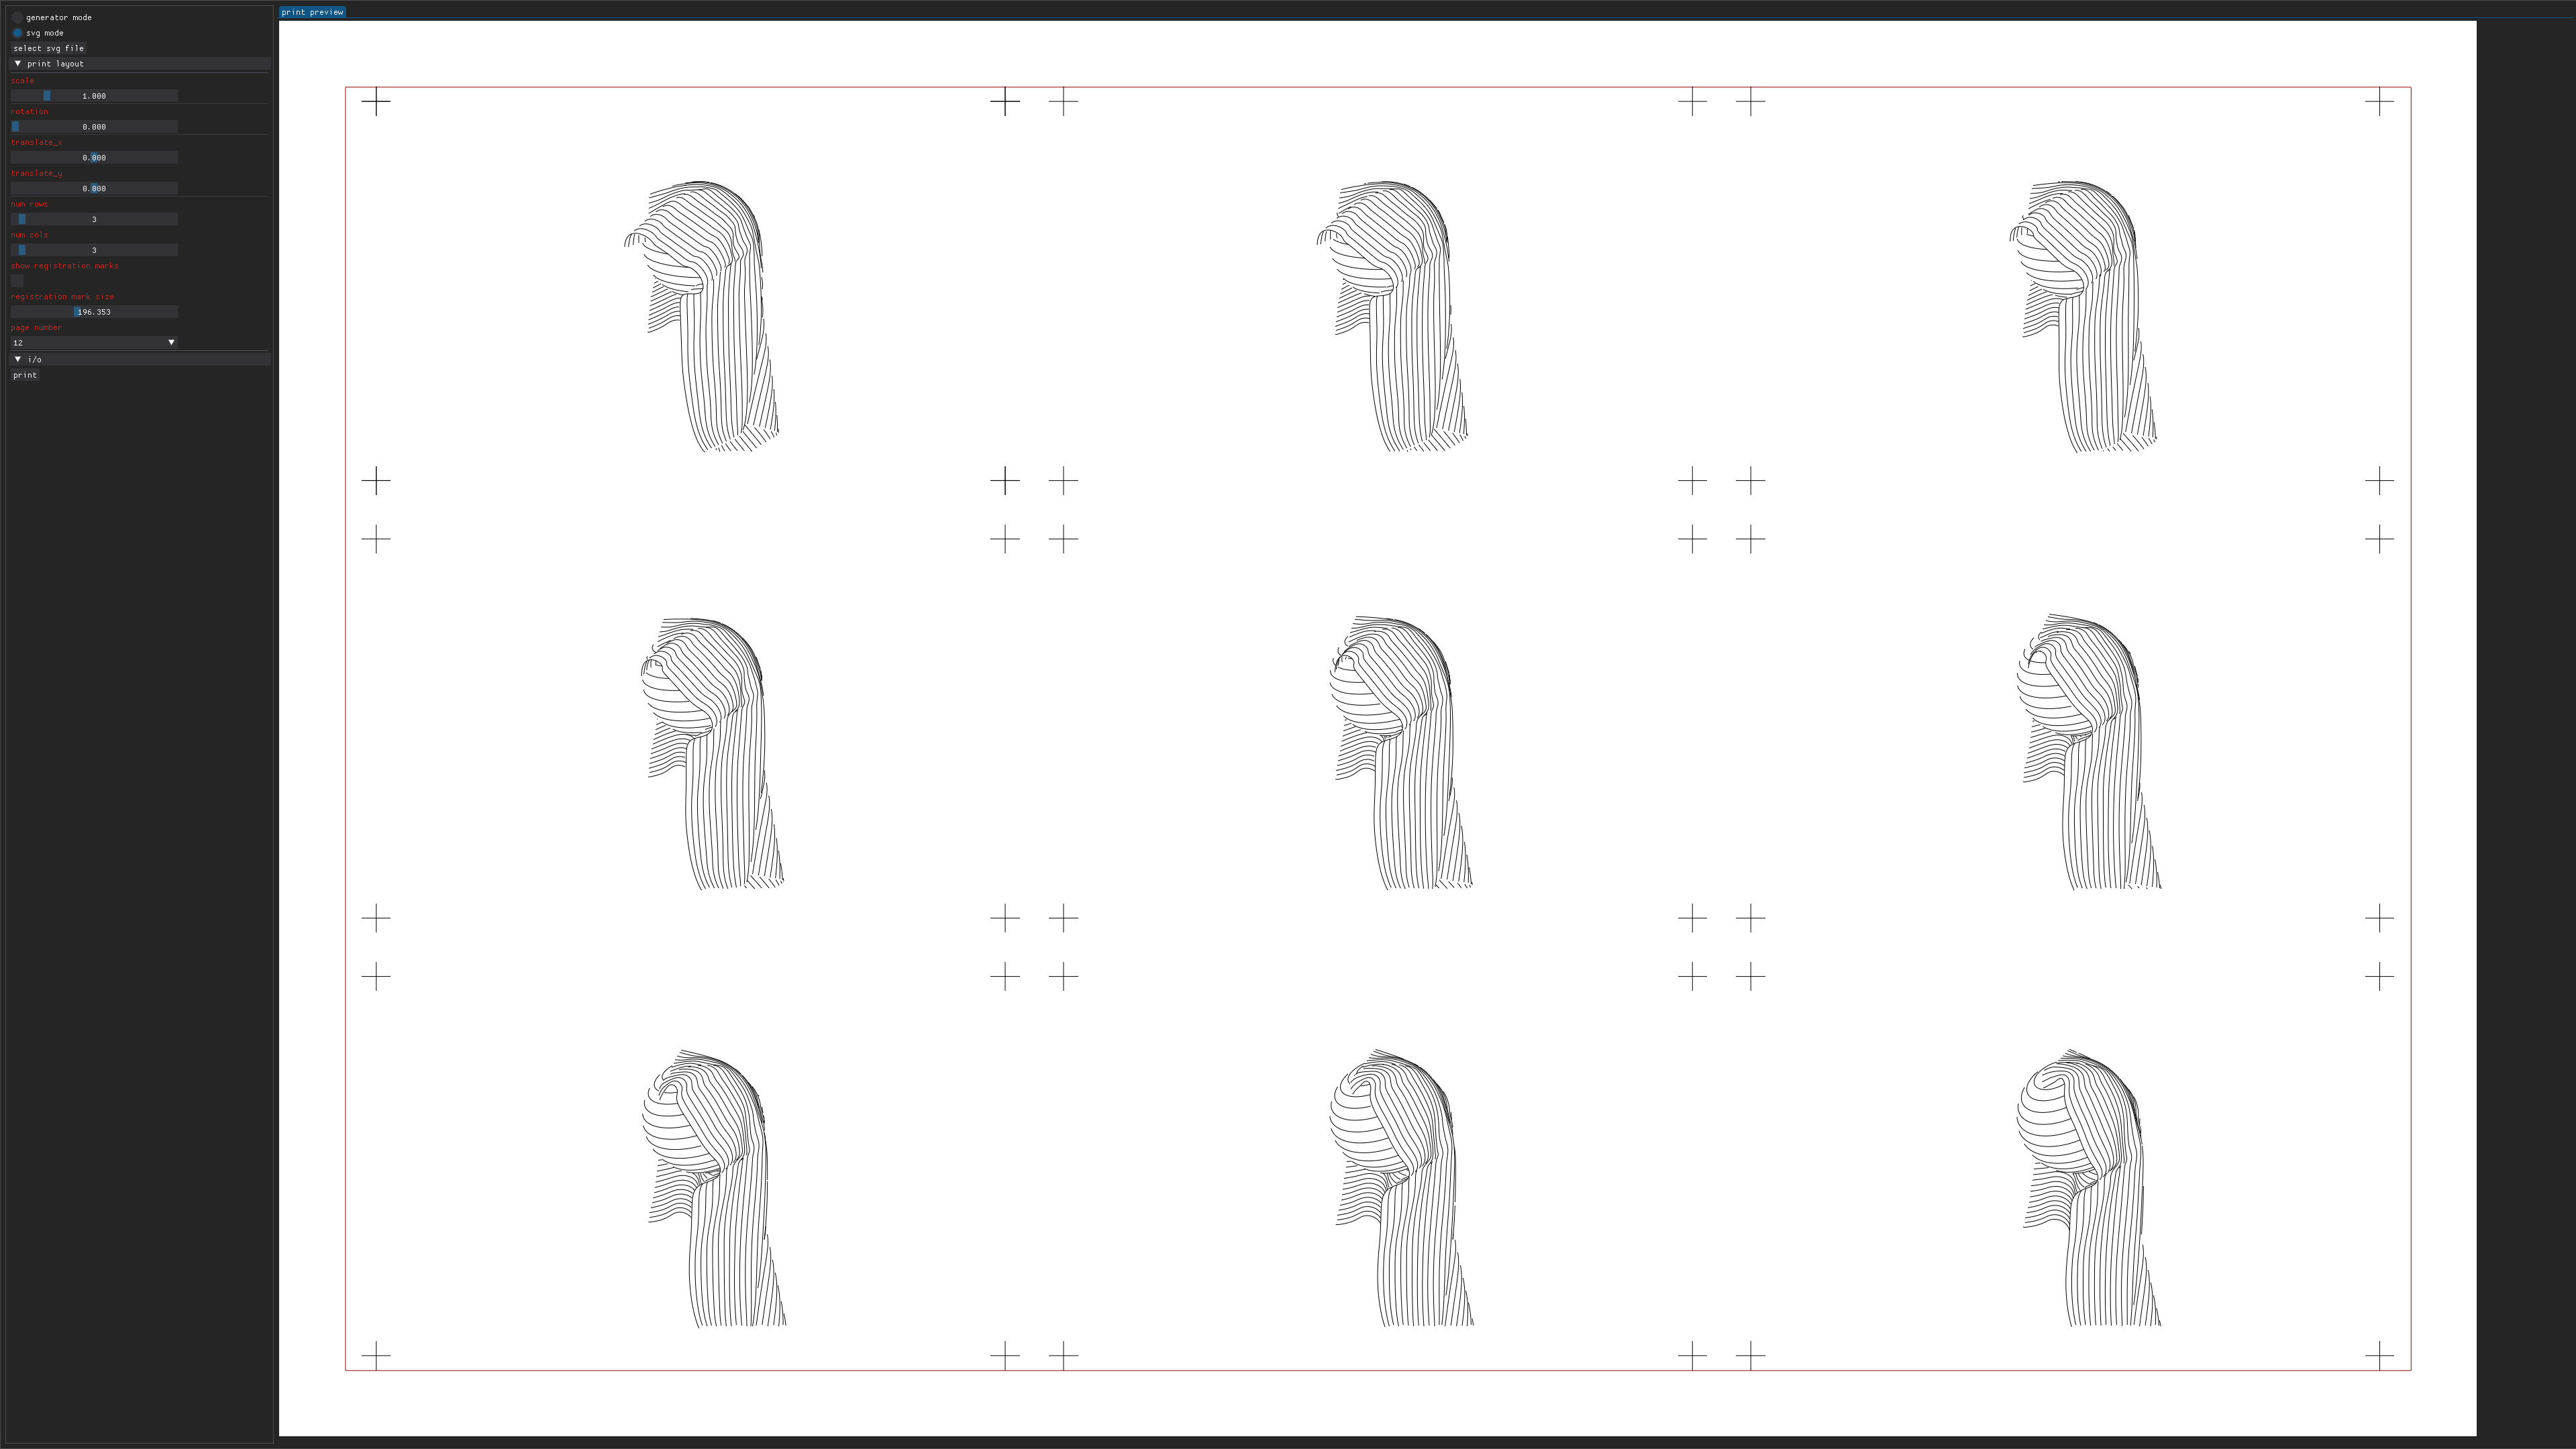 generator mode
svg mode
select svg file
print layout
scale
1.000
rotation
0.000
translate_x
0.000
translate_y
0.000
num rows
3
num cols
3
show registration marks
registration mark size
196.353
page number
12
i/o
print
print preview